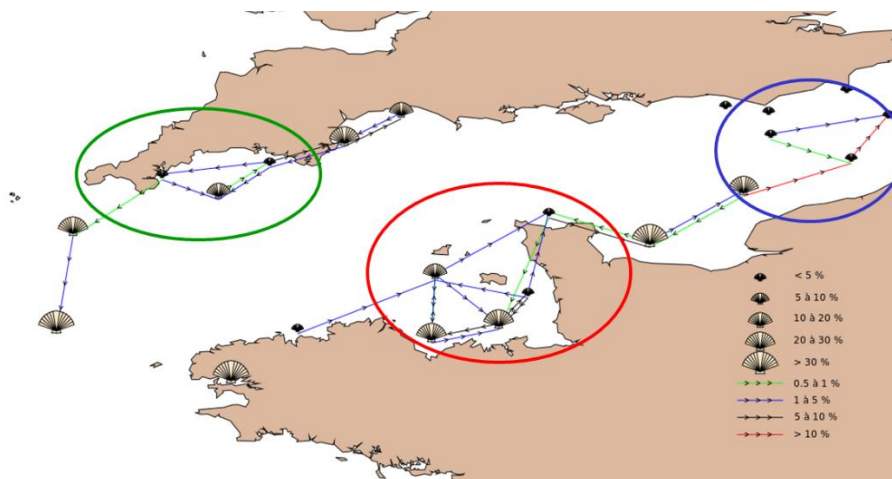 < 5 %
5 à 10 %
10 à 20 %
20 à 30 %
> 30 %
0.5 à 1 %
1 à 5 %
5 à 10 %
> 10 %